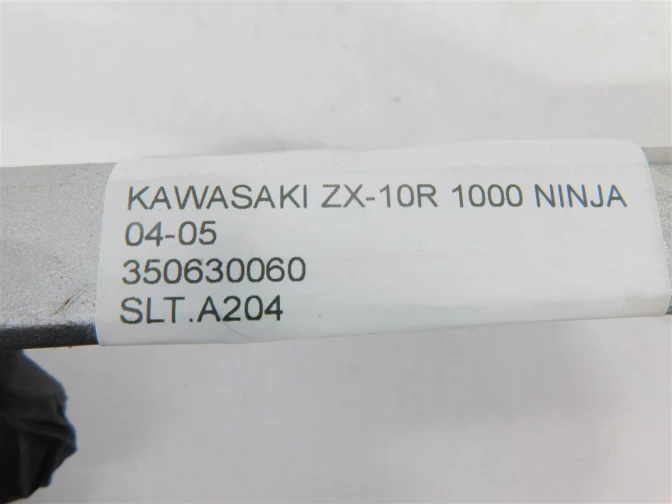 KAWASAKI ZX-10R 1000 NINJA
04-05
350630060
SLT.A204